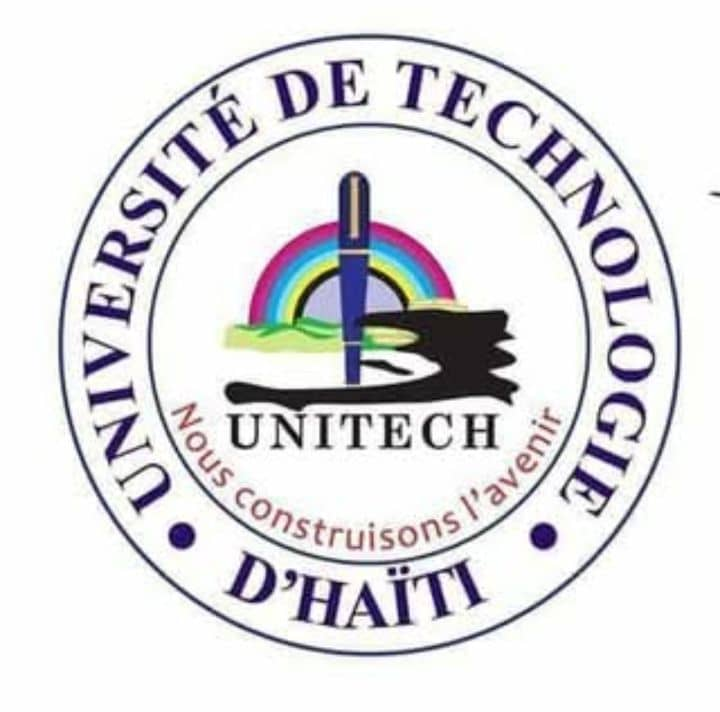 UNIVERSITÉ DE TECHNOLOGIE
D'HAÏTI
UNITECH
Nous construisons l'avenir